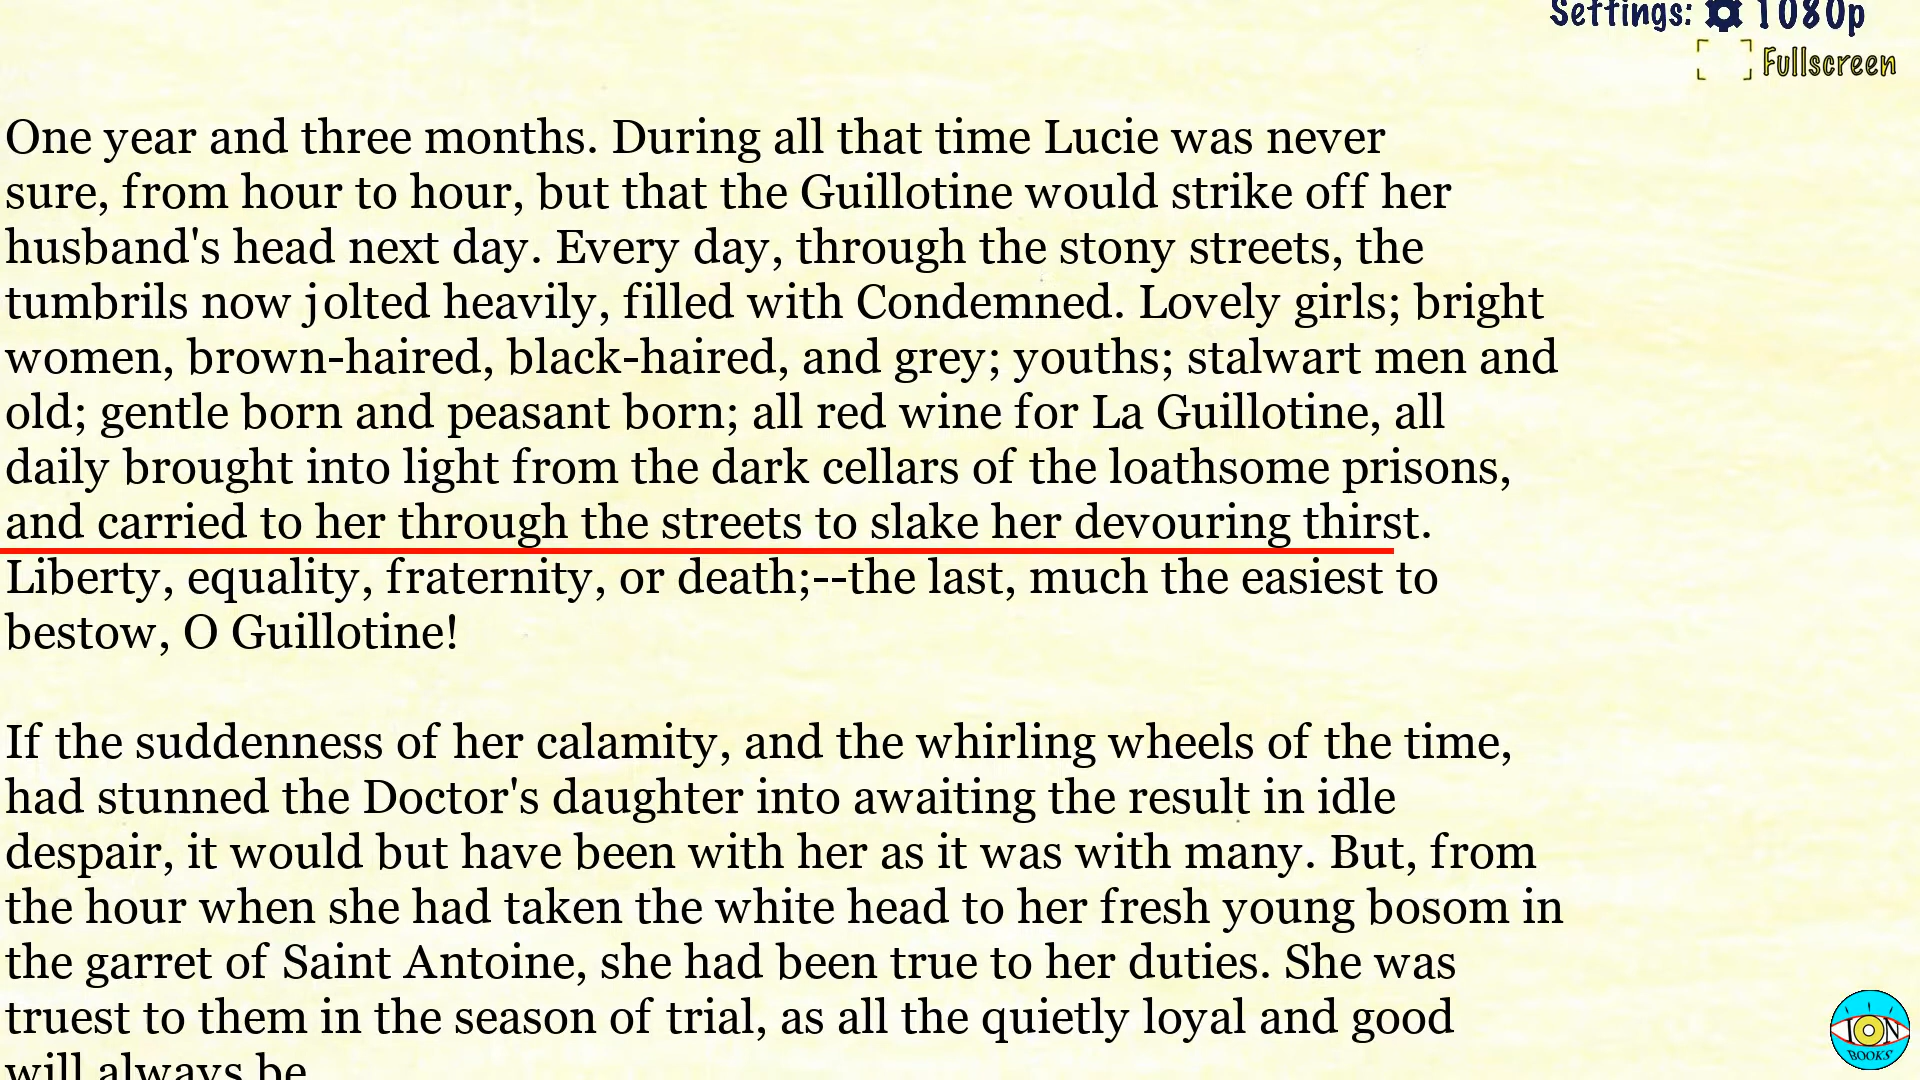 Settings: 1080p
Fullscreen
One year and three months. During all that time Lucie was never
sure, from hour to hour, but that the Guillotine would strike off her
husband's head next day. Every day, through the stony streets, the
tumbrils now jolted heavily, filled with Condemned. Lovely girls; bright
women, brown-haired, black-haired, and grey; youths; stalwart men and
old; gentle born and peasant born; all red wine for La Guillotine, all
daily brought into light from the dark cellars of the loathsome prisons,
and carried to her through the streets to slake her devouring thirst.
Liberty, equality, fraternity, or death;--the last, much the easiest to
bestow, O Guillotine!
If the suddenness of her calamity, and the whirling wheels of the time,
had stunned the Doctor's daughter into awaiting the result in idle
despair, it would but have been with her as it was with many. But, from
the hour when she had taken the white head to her fresh young bosom in
the garret of Saint Antoine, she had been true to her duties. She was
truest to them in the season of trial, as all the quietly loyal and good
will always be.
ION
BOOKS